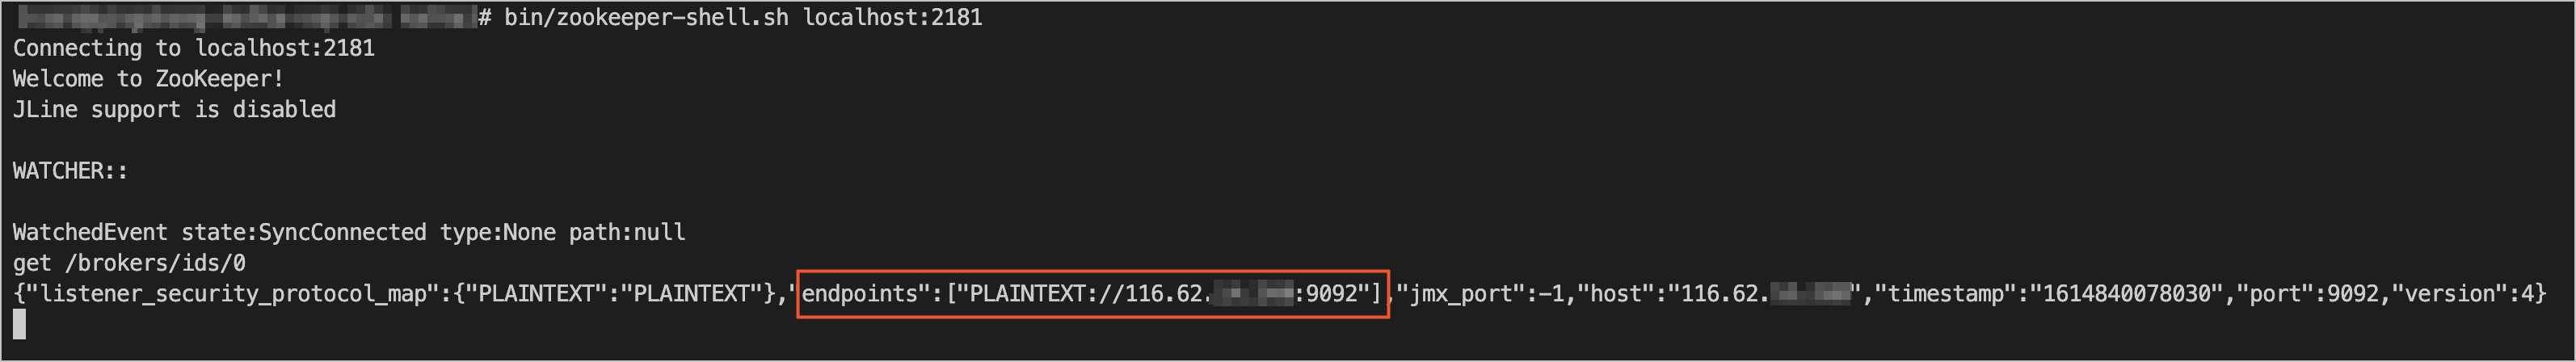 # bin/zookeeper-shell.sh localhost:2181
Connecting to localhost:2181
Welcome to ZooKeeper!
JLine support is disabled
WATCHER::
WatchedEvent state:SyncConnected type:None path:null
get /brokers/ids/0
{"listener_security_protocol_map":{"PLAINTEXT":"PLAINTEXT"},"endpoints":["PLAINTEXT://116.62. :9092"],"jmx_port":-1,"host":"116.62. ","timestamp":"1614840078030","port":9092,"version":4}